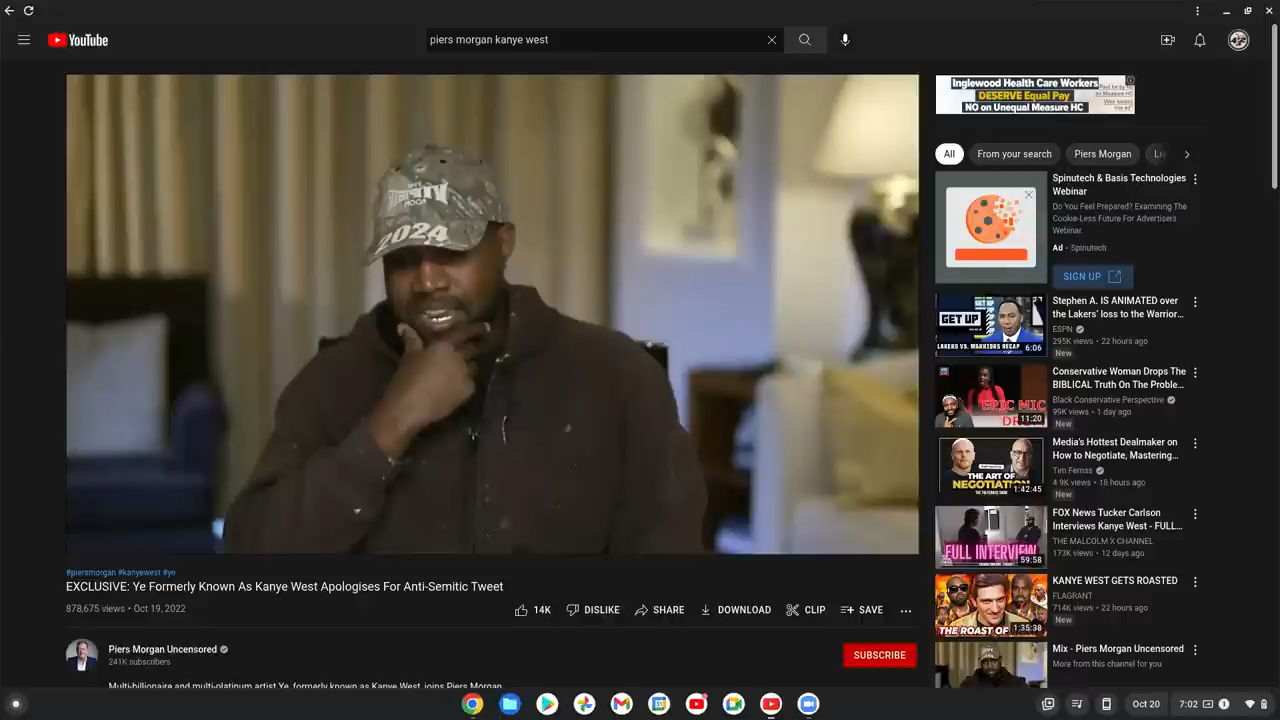 YouTube
piers morgan kanye west
2024
#piersmorgan #kanyewest #ye
EXCLUSIVE: Ye Formerly Known As Kanye West Apologises For Anti-Semitic Tweet
878,675 views • Oct 19, 2022
14K
DISLIKE
SHARE
DOWNLOAD
CLIP
SAVE
Piers Morgan Uncensored
241K subscribers
SUBSCRIBE
Multi-billionaire and multi-platinum artist Ye, formerly known as Kanye West, joins Piers Morgan
Inglewood Health Care Workers
DESERVE Equal Pay
NO on Unequal Measure HC
All
From your search
Piers Morgan
Spinutech & Basis Technologies
Webinar
Do You Feel Prepared? Examining The
Cookie-Less Future For Advertisers
Webinar.
Ad • Spinutech
SIGN UP
GET UP
LAKERS VS. WARRIORS RECAP
6:06
Stephen A. IS ANIMATED over
the Lakers' loss to the Warrior...
ESPN
295K views • 22 hours ago
New
EPIC MIC
DR
11:20
Conservative Woman Drops The
BIBLICAL Truth On The Proble...
Black Conservative Perspective
99K views • 1 day ago
New
THE ART OF
NEGOTIATION
1:42:45
Media's Hottest Dealmaker on
How to Negotiate, Mastering...
Tim Ferriss
4.9K views • 18 hours ago
New
FULL INTERVIEW
59:58
FOX News Tucker Carlson
Interviews Kanye West - FULL...
THE MALCOLM X CHANNEL
173K views • 12 days ago
THE ROAST OF
1:35:38
KANYE WEST GETS ROASTED
FLAGRANT
714K views • 22 hours ago
New
Mix - Piers Morgan Uncensored
More from this channel for you
Oct 20
7:02